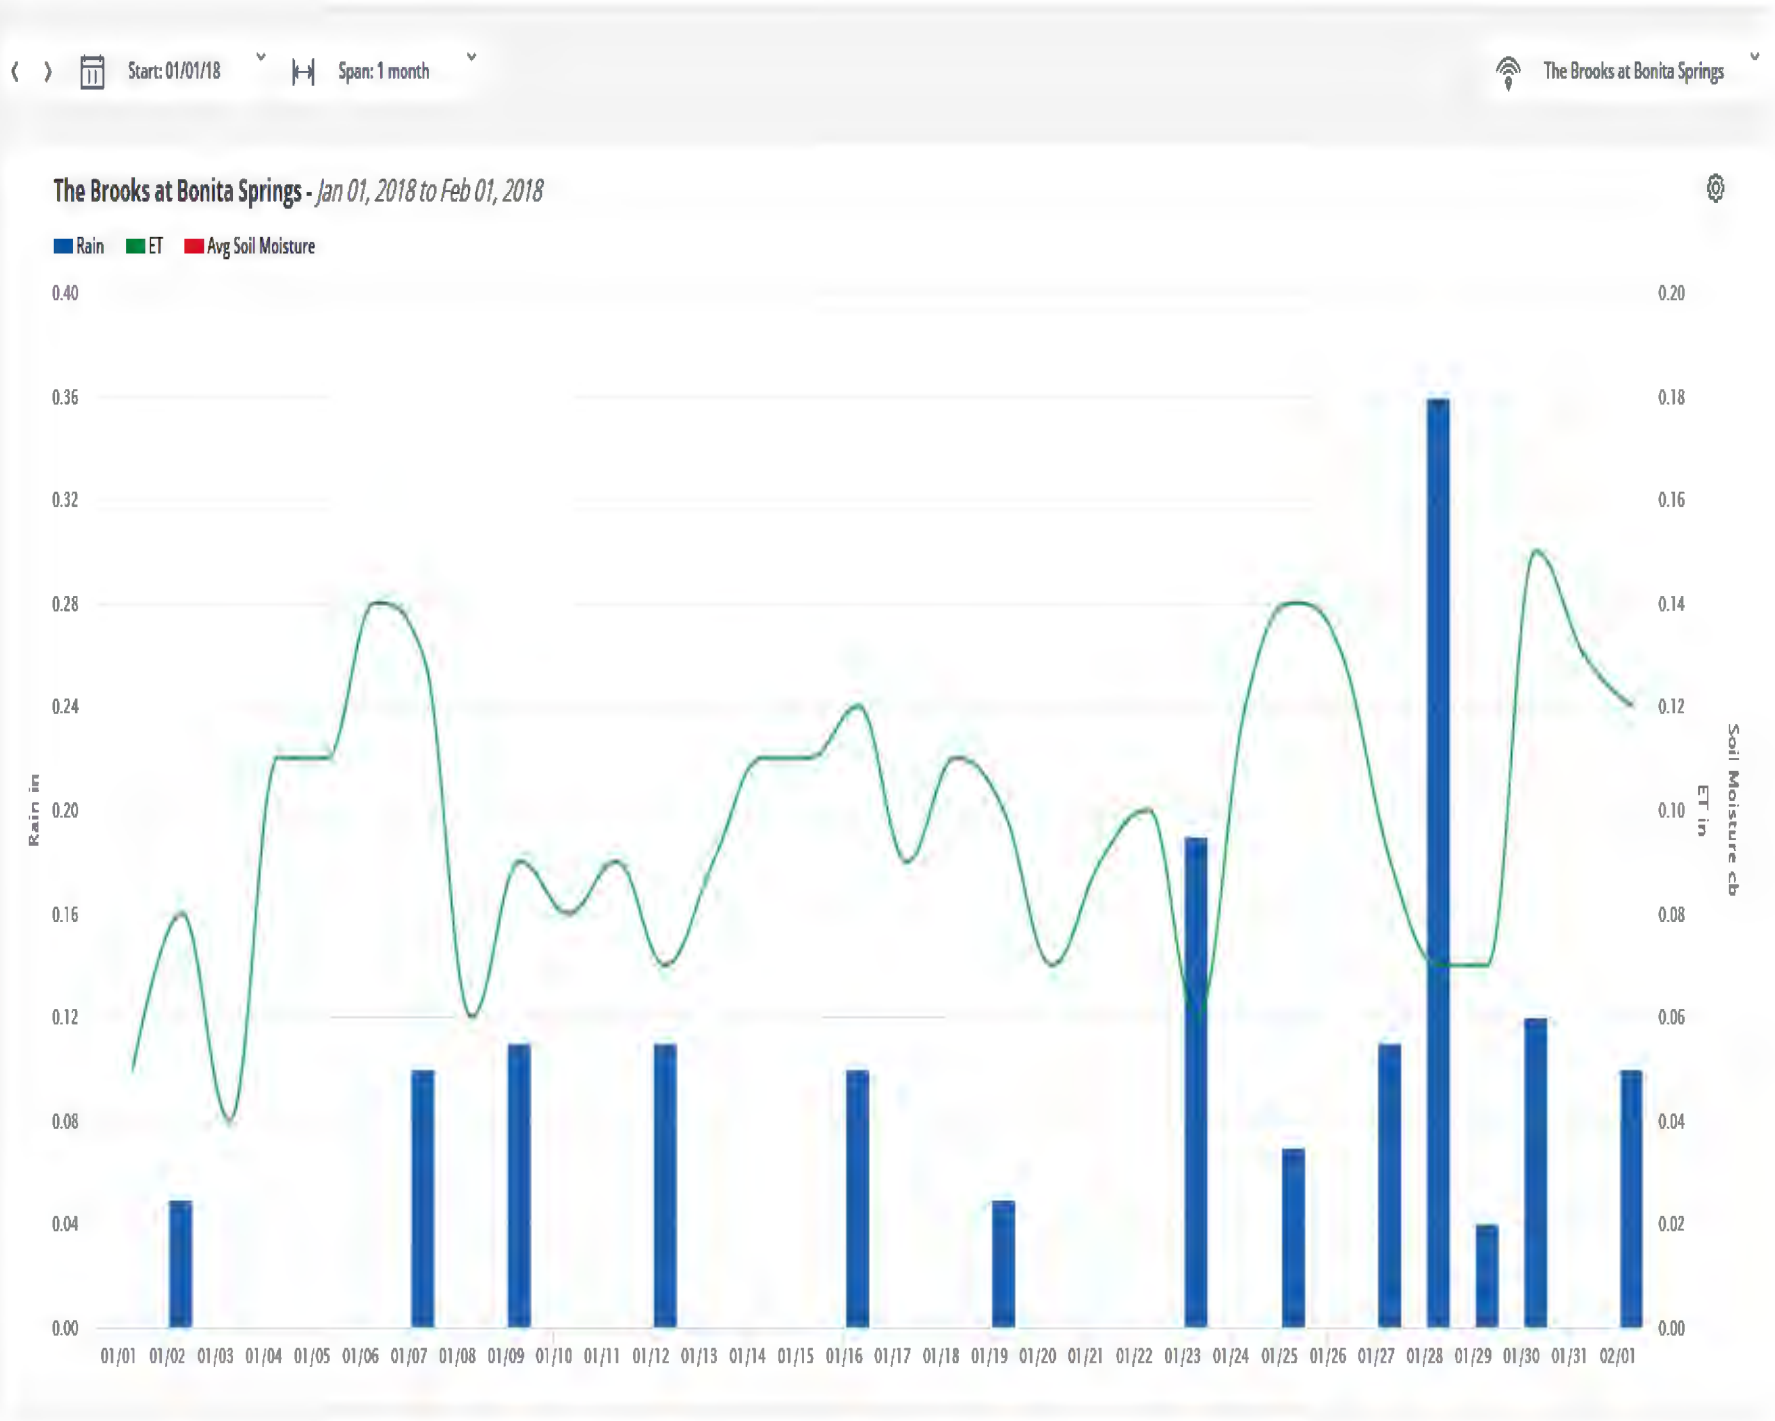 Start: 01/01/18 Span: 1 month The Brooks at Bonita Springs
The Brooks at Bonita Springs - Jan 01, 2018 to Feb 01, 2018
Rain ET Avg Soil Moisture
0.40 0.20
0.36 0.18
0.32 0.16
0.28 0.14
0.24 0.12
0.20 0.10
0.16 0.08
0.12 0.06
0.08 0.04
0.04 0.02
0.00 0.00
Rain in
ET in
Soil Moisture cb
01/01 01/02 01/03 01/04 01/05 01/06 01/07 01/08 01/09 01/10 01/11 01/12 01/13 01/14 01/15 01/16 01/17 01/18 01/19 01/20 01/21 01/22 01/23 01/24 01/25 01/26 01/27 01/28 01/29 01/30 01/31 02/01